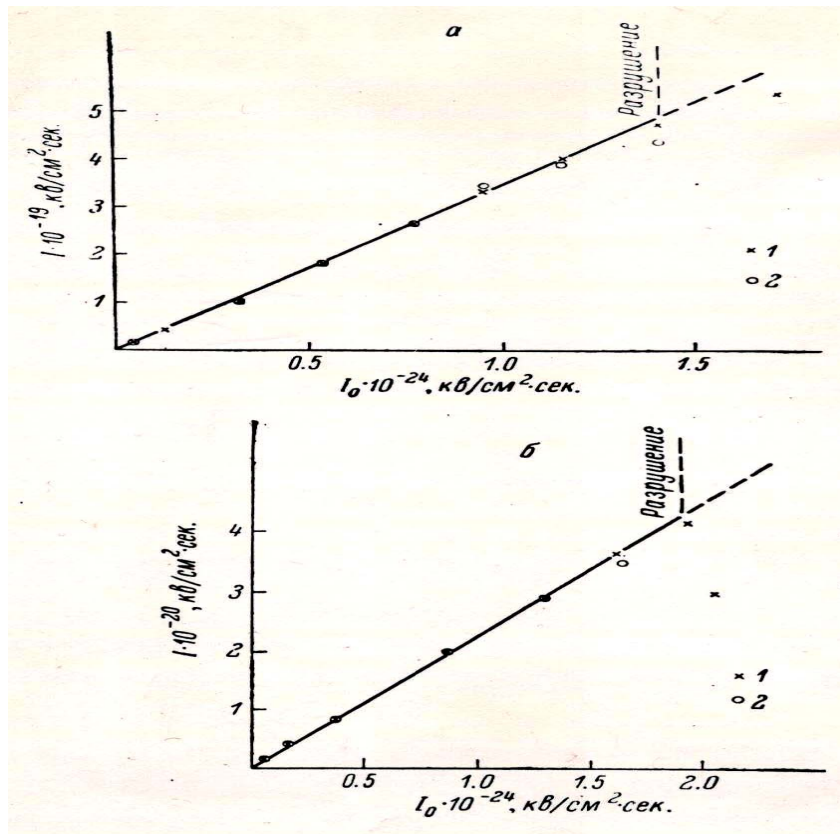 а
Разрушение
I·10⁻¹⁹, кв/см²·сек.
5
4
3
2
1
× 1
○ 2
0.5 1.0 1.5
I₀·10⁻²⁴, кв/см²·сек.
б
Разрушение
I·10⁻²⁰, кв/см²·сек.
4
3
2
1
× 1
○ 2
0.5 1.0 1.5 2.0
I₀·10⁻²⁴, кв/см²·сек.